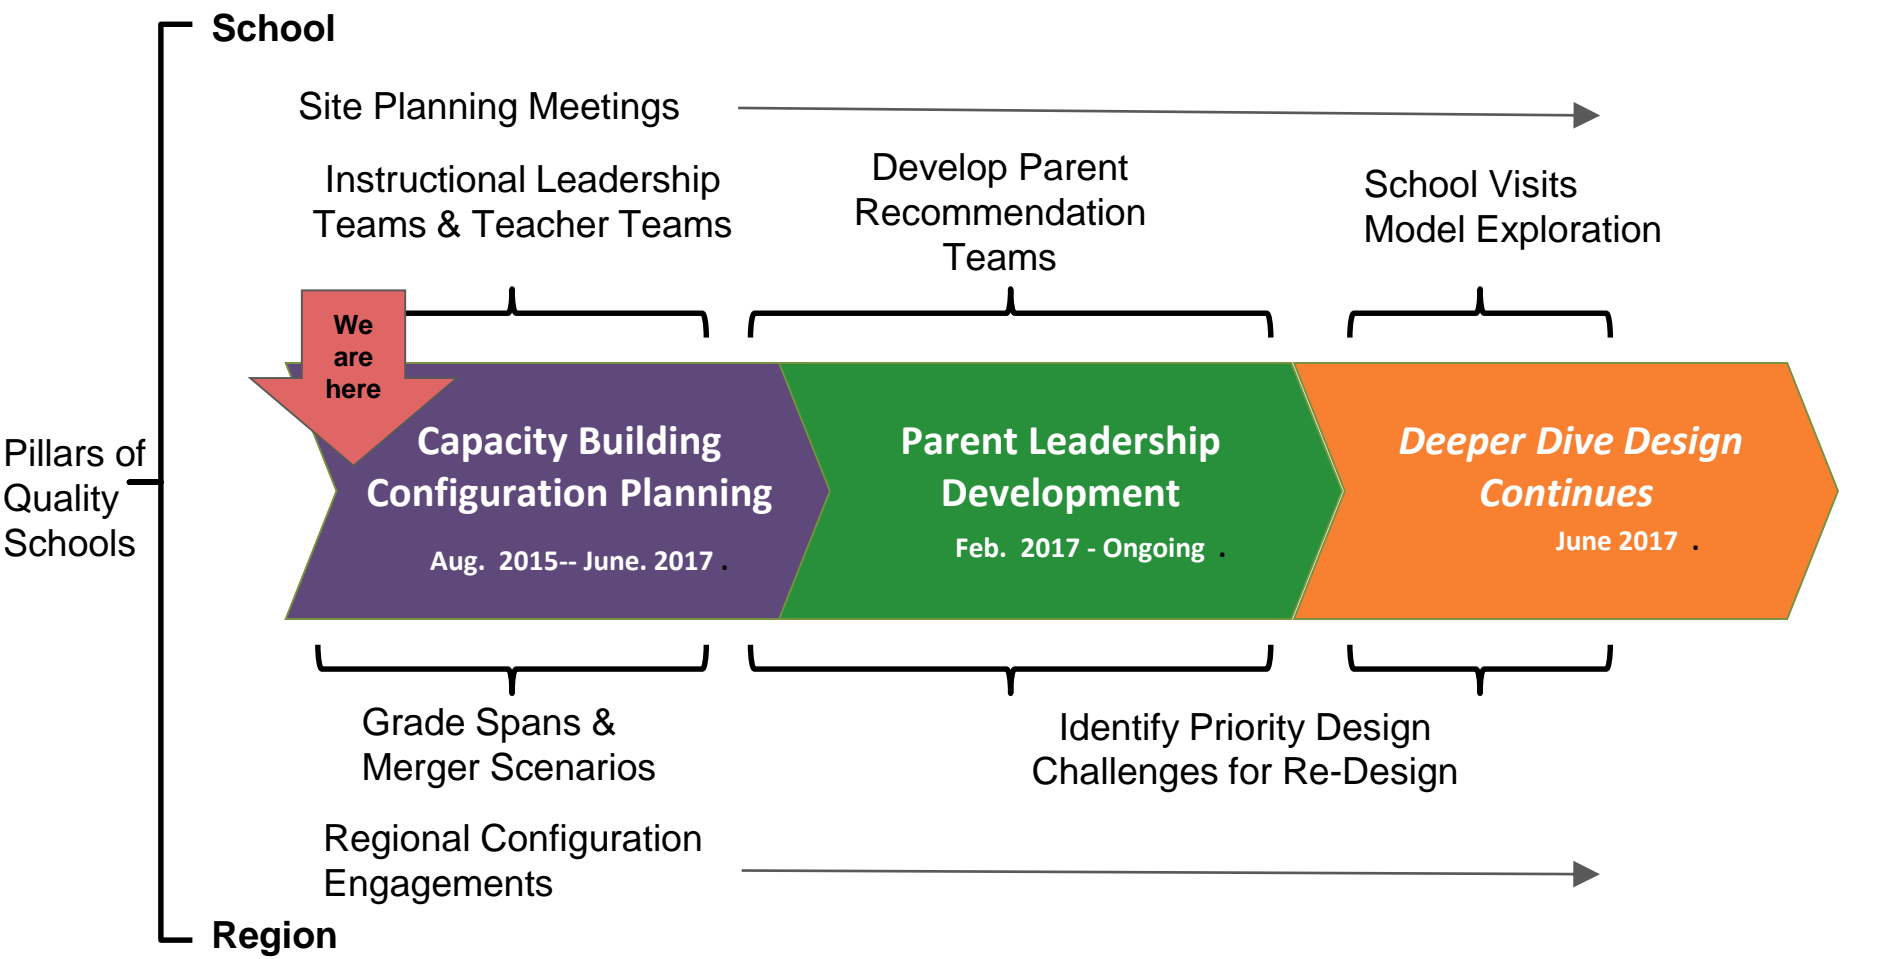 School
Site Planning Meetings
Instructional Leadership
Teams & Teacher Teams
Develop Parent
Recommendation
Teams
School Visits
Model Exploration
We
are
here
Pillars of
Quality
Schools
Capacity Building
Configuration Planning
Aug.  2015-- June. 2017 .
Parent Leadership
Development
Feb.  2017 - Ongoing  .
Deeper Dive Design
Continues
June 2017  .
Grade Spans &
Merger Scenarios
Identify Priority Design
Challenges for Re-Design
Regional Configuration
Engagements
Region